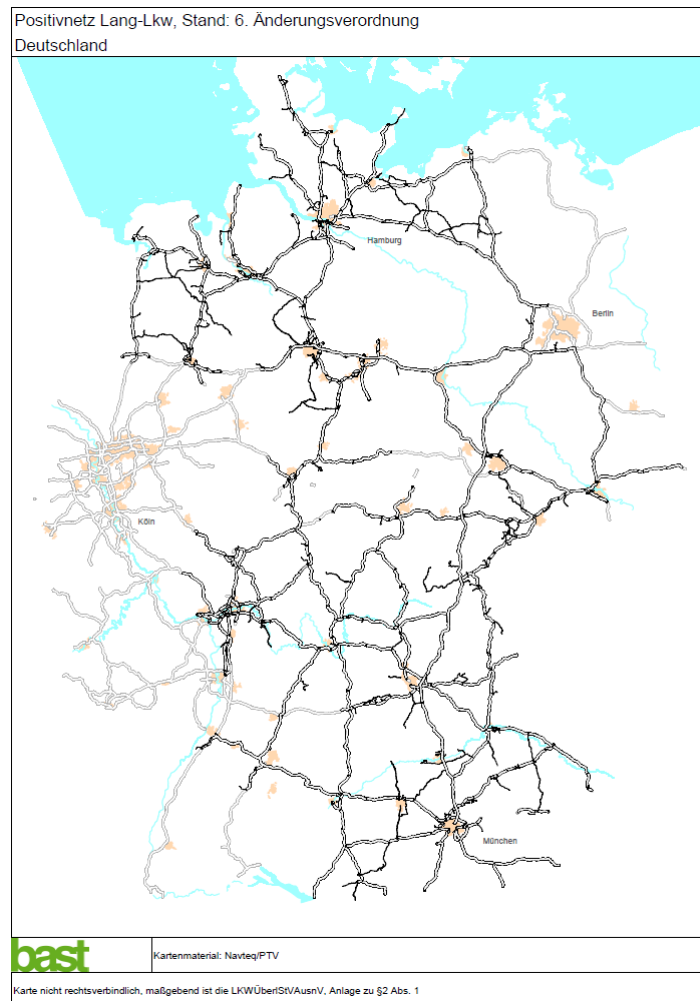 Positivnetz Lang-Lkw, Stand: 6. Änderungsverordnung
Deutschland
Hamburg
Berlin
Köln
München
bast
Kartenmaterial: Navteq/PTV
Karte nicht rechtsverbindlich, maßgebend ist die LKWÜberlStVAusnV, Anlage zu §2 Abs. 1